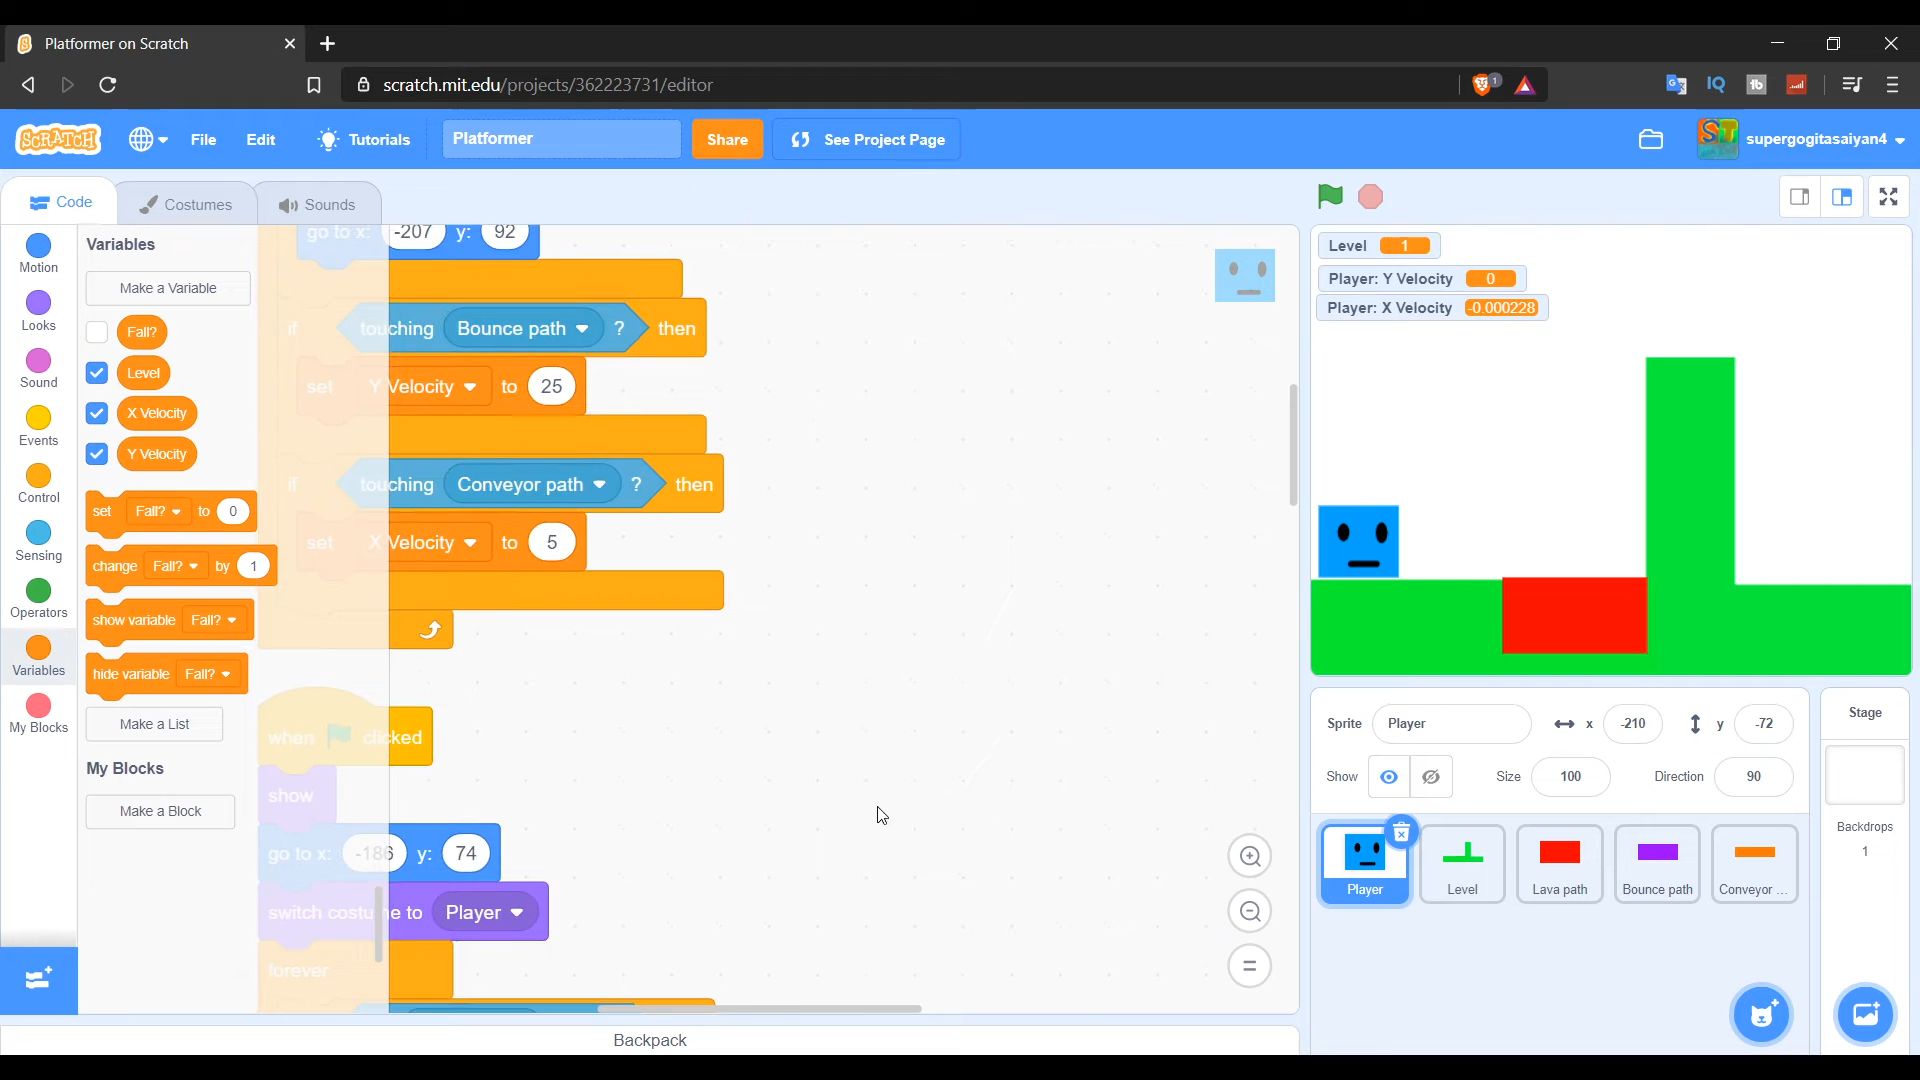 Platformer on Scratch
scratch.mit.edu/projects/362223731/editor
1
SCRATCH
File
Edit
Tutorials
Platformer
Share
See Project Page
supergogitasaiyan4
Code
Costumes
Sounds
Motion
Looks
Sound
Events
Control
Sensing
Operators
Variables
My Blocks
Variables
Make a Variable
Fall?
Level
X Velocity
Y Velocity
set Fall? to 0
change Fall? by 1
show variable Fall?
hide variable Fall?
Make a List
My Blocks
Make a Block
go to x: -207 y: 92
if touching Bounce path ? then
set Y Velocity to 25
if touching Conveyor path ? then
set X Velocity to 5
when clicked
show
go to x: -186 y: 74
switch costume to Player
forever
Backpack
Level 1
Player: Y Velocity 0
Player: X Velocity -0.000228
Sprite Player x -210 y -72
Show Size 100 Direction 90
Player
Level
Lava path
Bounce path
Conveyor ...
Stage
Backdrops
1